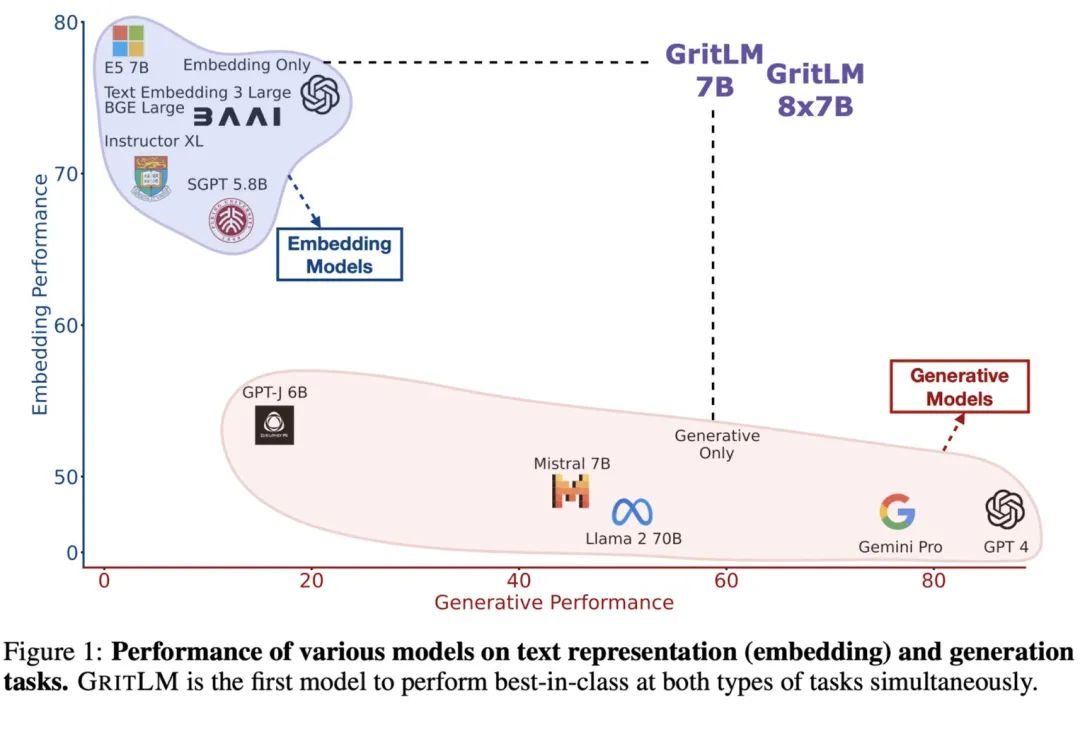 80
70
60
50
0
Embedding Performance
E5 7B
Embedding Only
Text Embedding 3 Large
BGE Large
BAAI
Instructor XL
SGPT 5.8B
Embedding
Models
GritLM
7B
GritLM
8x7B
GPT-J 6B
Generative
Only
Generative
Models
Mistral 7B
Llama 2 70B
Gemini Pro
GPT 4
0 20 40 60 80
Generative Performance
Figure 1: Performance of various models on text representation (embedding) and generation
tasks. GRITLM is the first model to perform best-in-class at both types of tasks simultaneously.